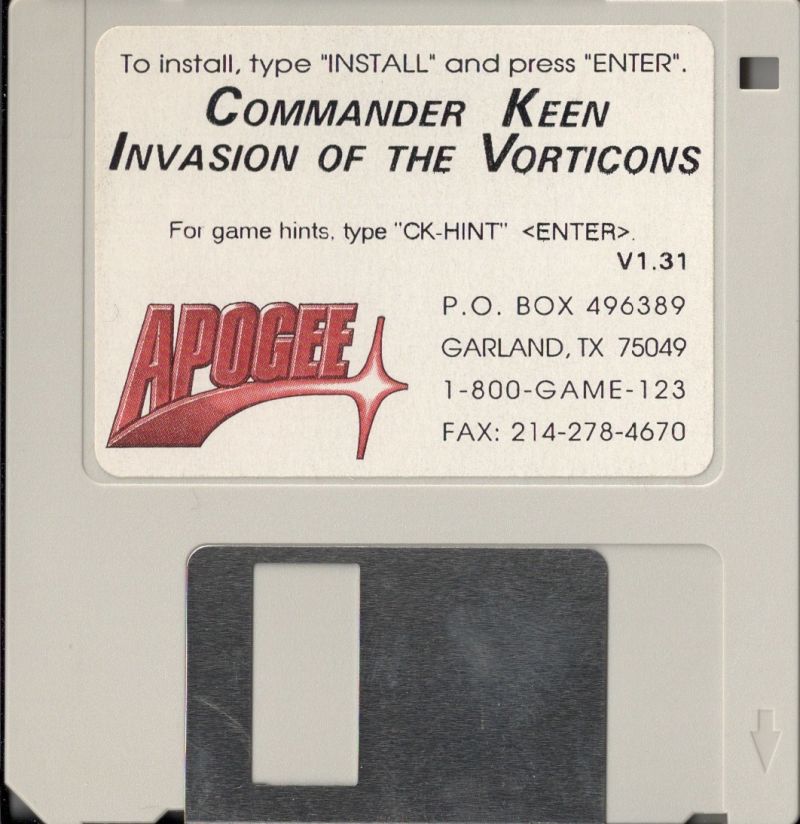 To install, type "INSTALL" and press "ENTER".
COMMANDER KEEN
INVASION OF THE VORTICONS
For game hints, type "CK-HINT" <ENTER>.
V1.31
APOGEE
P.O. BOX 496389
GARLAND, TX 75049
1-800-GAME-123
FAX: 214-278-4670